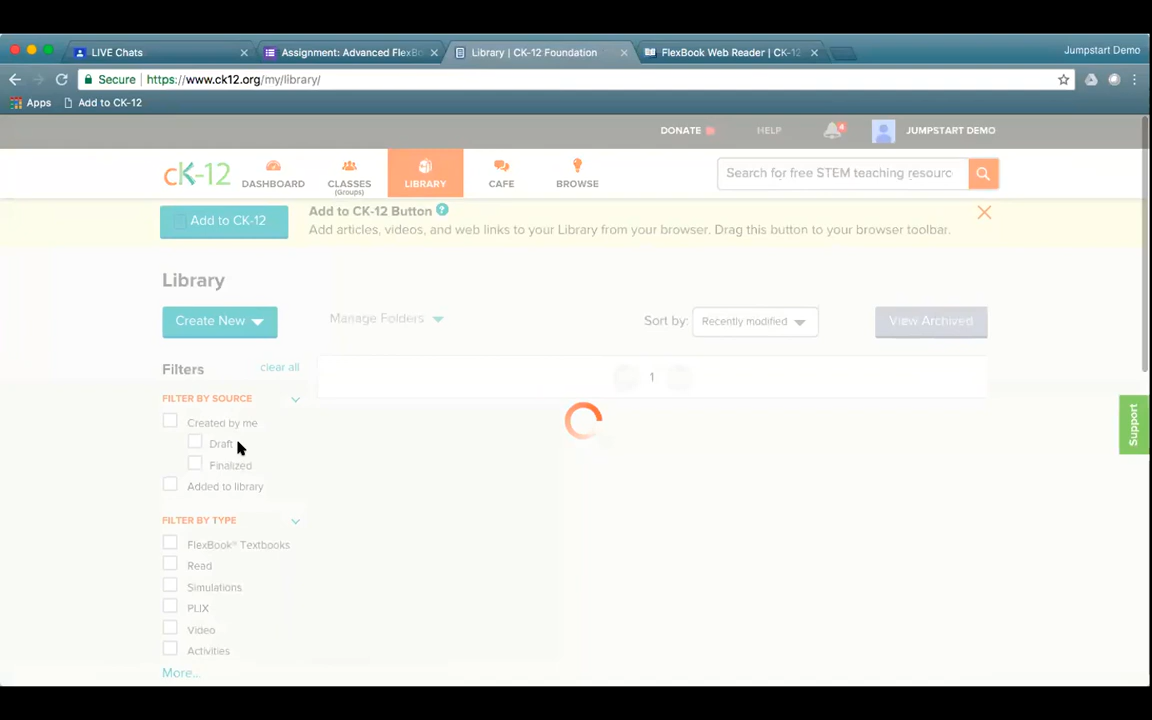 LIVE Chats
Assignment: Advanced FlexBo
Library | CK-12 Foundation
FlexBook Web Reader | CK-12
Jumpstart Demo
Secure https://www.ck12.org/my/library/
Apps Add to CK-12
DONATE HELP 4 JUMPSTART DEMO
cK-12
DASHBOARD
CLASSES
(Groups)
LIBRARY
CAFE
BROWSE
Search for free STEM teaching resourc
Add to CK-12
Add to CK-12 Button ?
Add articles, videos, and web links to your Library from your browser. Drag this button to your browser toolbar.
Library
Create New
Manage Folders
Sort by: Recently modified
View Archived
Filters clear all
1
FILTER BY SOURCE
Created by me
Draft
Finalized
Added to library
FILTER BY TYPE
FlexBook® Textbooks
Read
Simulations
PLIX
Video
Activities
More...
Support